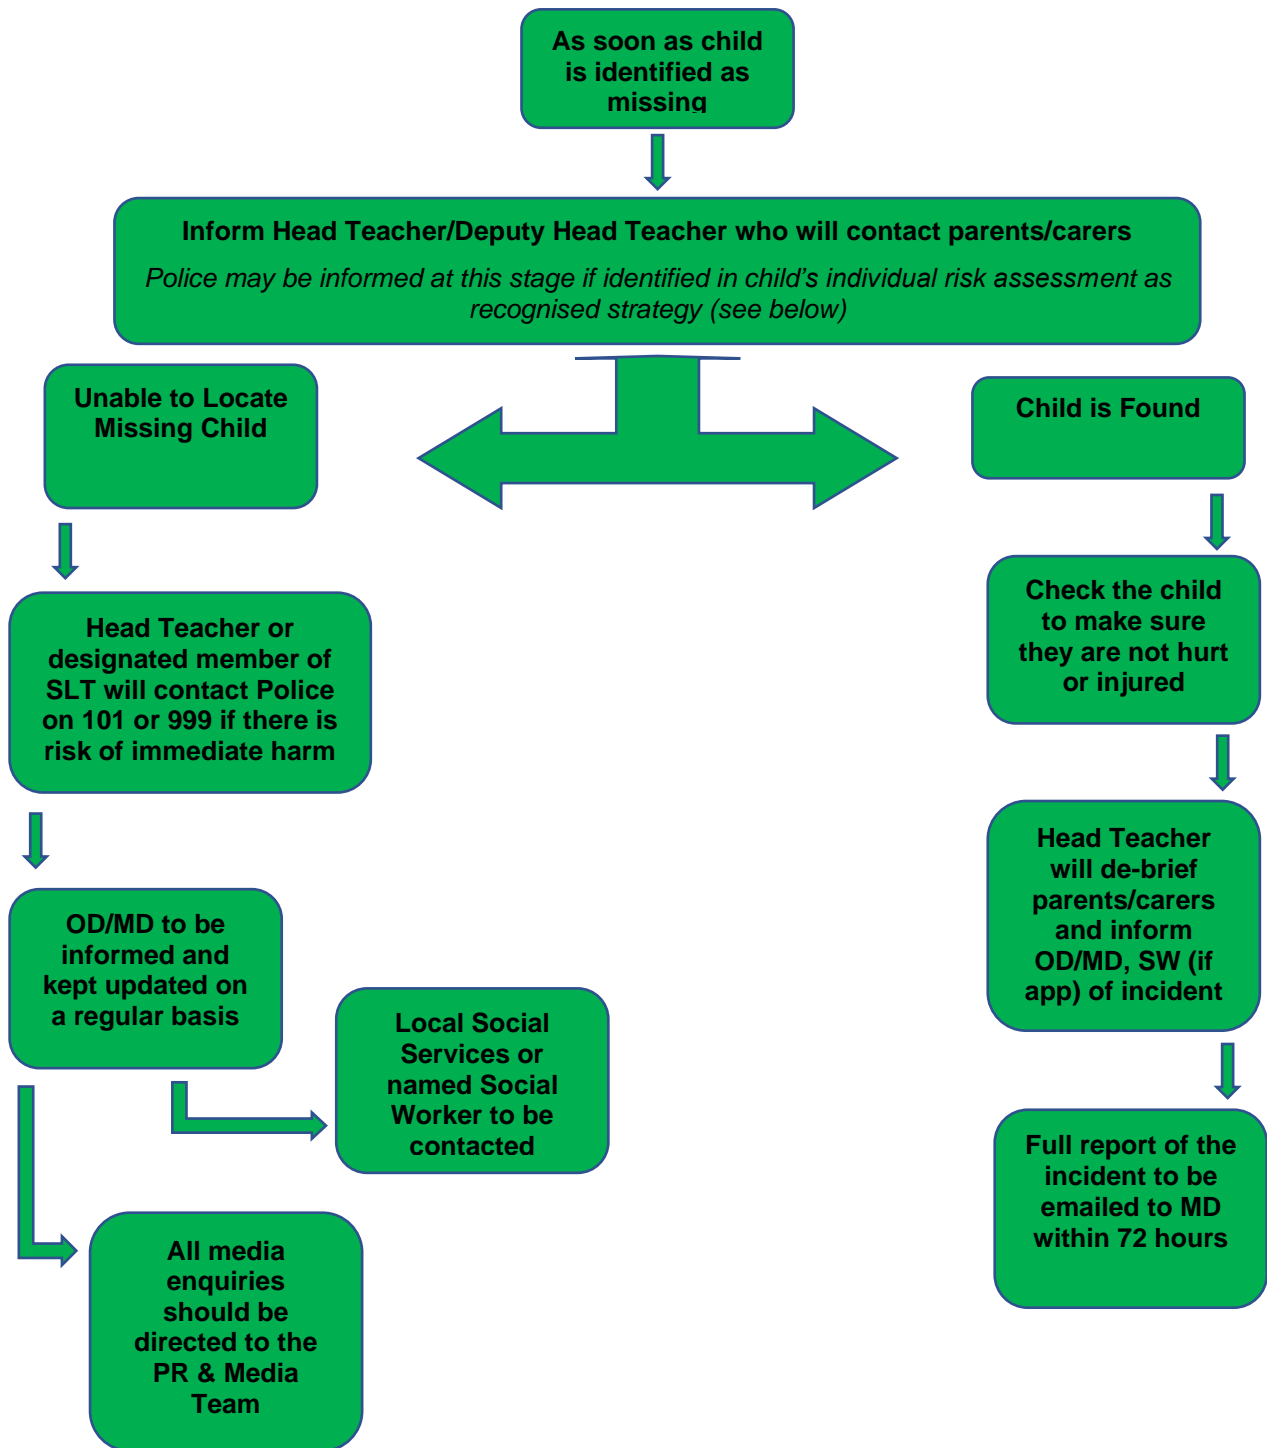 As soon as child
is identified as
missing
Inform Head Teacher/Deputy Head Teacher who will contact parents/carers
Police may be informed at this stage if identified in child’s individual risk assessment as
recognised strategy (see below)
Unable to Locate
Missing Child
Child is Found
Head Teacher or
designated member of
SLT will contact Police
on 101 or 999 if there is
risk of immediate harm
Check the child
to make sure
they are not hurt
or injured
OD/MD to be
informed and
kept updated on
a regular basis
Head Teacher
will de-brief
parents/carers
and inform
OD/MD, SW (if
app) of incident
Local Social
Services or
named Social
Worker to be
contacted
Full report of the
incident to be
emailed to MD
within 72 hours
All media
enquiries
should be
directed to the
PR & Media
Team